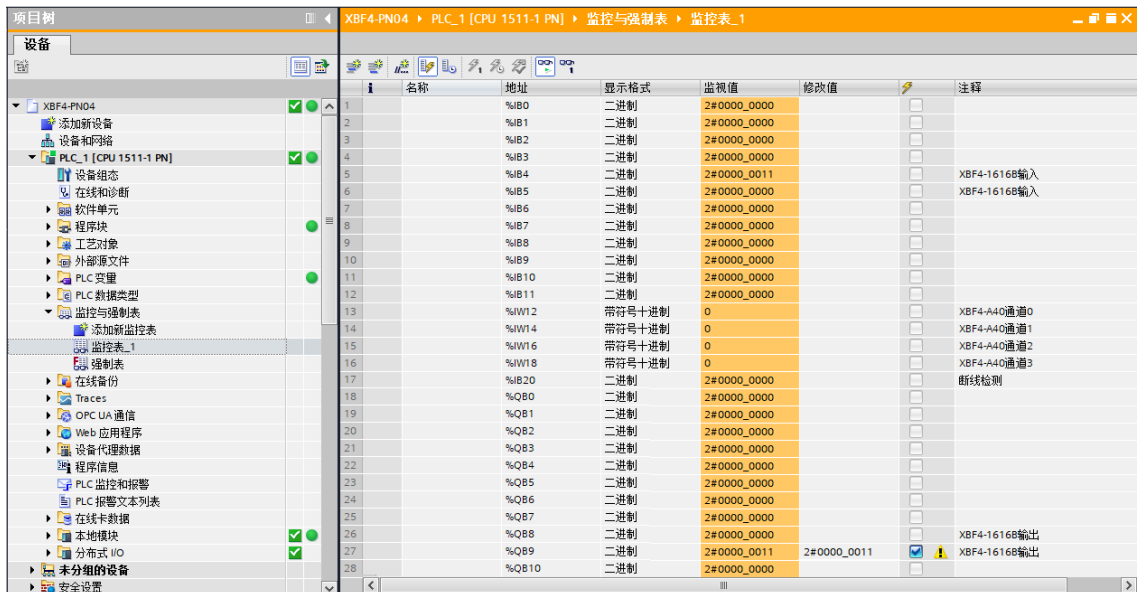 项目树
XBF4-PN04 ▸ PLC_1 [CPU 1511-1 PN] ▸ 监控与强制表 ▸ 监控表_1
设备
i 名称 地址 显示格式 监视值 修改值 注释
XBF4-PN04
添加新设备
设备和网络
PLC_1 [CPU 1511-1 PN]
设备组态
在线和诊断
软件单元
程序块
工艺对象
外部源文件
PLC 变量
PLC 数据类型
监控与强制表
添加新监控表
监控表_1
强制表
在线备份
Traces
OPC UA 通信
Web 应用程序
设备代理数据
程序信息
PLC 监控和报警
PLC 报警文本列表
在线卡数据
本地模块
分布式 I/O
未分组的设备
安全设置
1 %IB0 二进制 2#0000_0000
2 %IB1 二进制 2#0000_0000
3 %IB2 二进制 2#0000_0000
4 %IB3 二进制 2#0000_0000
5 %IB4 二进制 2#0000_0011 XBF4-1616B输入
6 %IB5 二进制 2#0000_0000 XBF4-1616B输入
7 %IB6 二进制 2#0000_0000
8 %IB7 二进制 2#0000_0000
9 %IB8 二进制 2#0000_0000
10 %IB9 二进制 2#0000_0000
11 %IB10 二进制 2#0000_0000
12 %IB11 二进制 2#0000_0000
13 %IW12 带符号十进制 0 XBF4-A40通道0
14 %IW14 带符号十进制 0 XBF4-A40通道1
15 %IW16 带符号十进制 0 XBF4-A40通道2
16 %IW18 带符号十进制 0 XBF4-A40通道3
17 %IB20 二进制 2#0000_0000 断线检测
18 %QB0 二进制 2#0000_0000
19 %QB1 二进制 2#0000_0000
20 %QB2 二进制 2#0000_0000
21 %QB3 二进制 2#0000_0000
22 %QB4 二进制 2#0000_0000
23 %QB5 二进制 2#0000_0000
24 %QB6 二进制 2#0000_0000
25 %QB7 二进制 2#0000_0000
26 %QB8 二进制 2#0000_0000 XBF4-1616B输出
27 %QB9 二进制 2#0000_0011 2#0000_0011 XBF4-1616B输出
28 %QB10 二进制 2#0000_0000